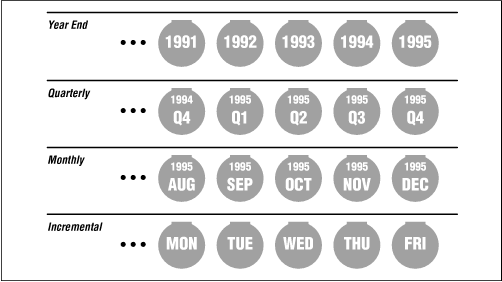 Year End
••• 1991 1992 1993 1994 1995
Quarterly
1994 1995 1995 1995 1995
••• Q4 Q1 Q2 Q3 Q4
Monthly
1995 1995 1995 1995 1995
••• AUG SEP OCT NOV DEC
Incremental
••• MON TUE WED THU FRI